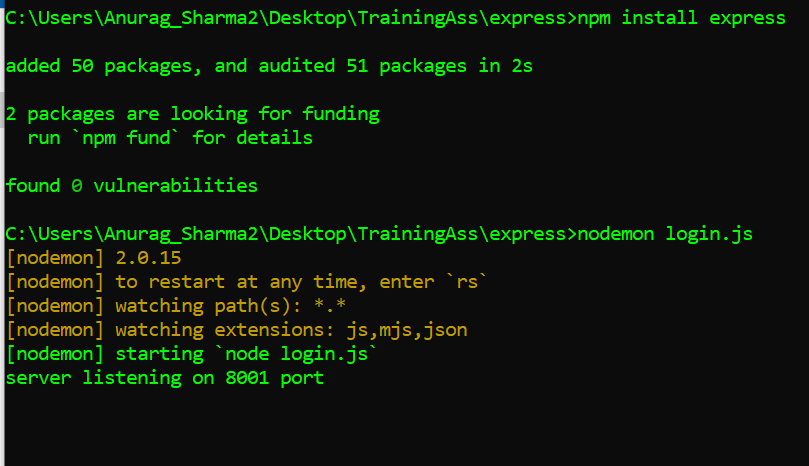 C:\Users\Anurag_Sharma2\Desktop\TrainingAss\express>npm install express
added 50 packages, and audited 51 packages in 2s
2 packages are looking for funding
  run `npm fund` for details
found 0 vulnerabilities
C:\Users\Anurag_Sharma2\Desktop\TrainingAss\express>nodemon login.js
[nodemon] 2.0.15
[nodemon] to restart at any time, enter `rs`
[nodemon] watching path(s): *.*
[nodemon] watching extensions: js,mjs,json
[nodemon] starting `node login.js`
server listening on 8001 port